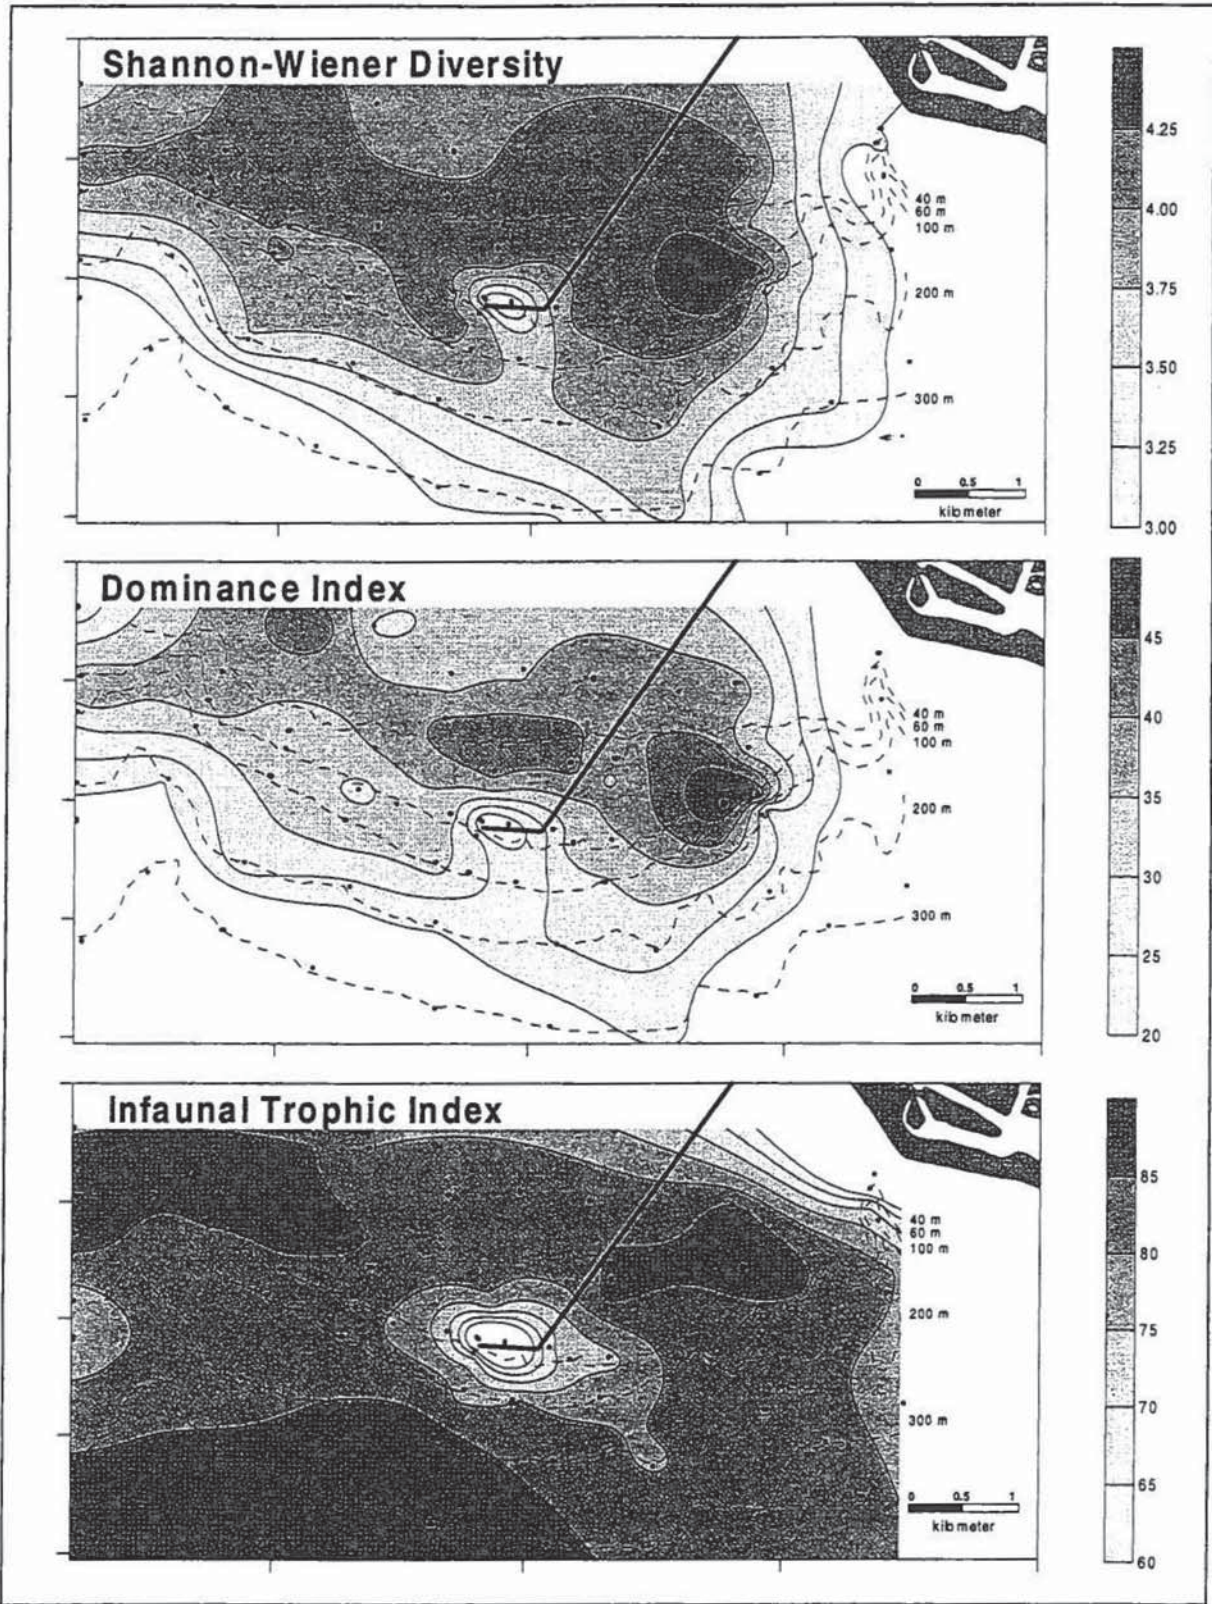 Shannon-Wiener Diversity
4.25
4.00
3.75
3.50
3.25
3.00
40 m
60 m
100 m
200 m
300 m
0 0.5 1
kilometer
Dominance Index
45
40
35
30
25
20
40 m
60 m
100 m
200 m
300 m
0 0.5 1
kilometer
Infaunal Trophic Index
85
80
75
70
65
60
40 m
60 m
100 m
200 m
300 m
0 0.5 1
kilometer